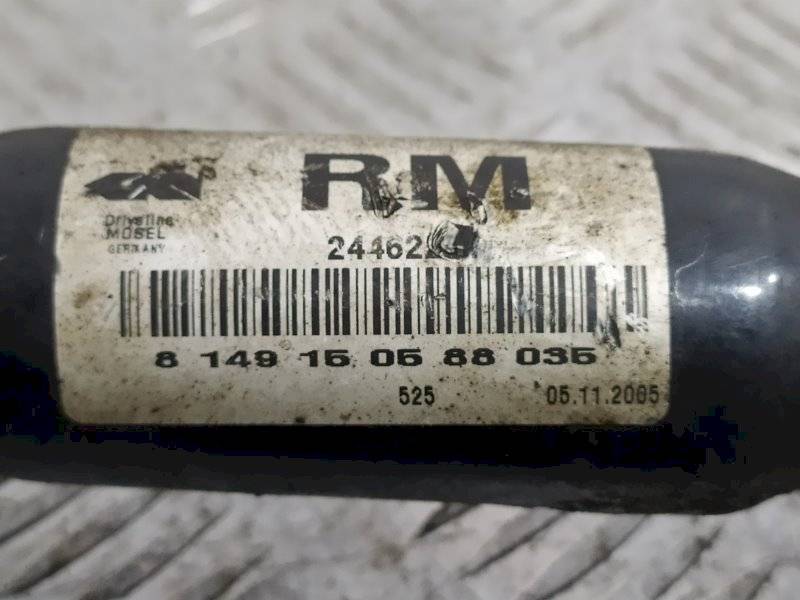 RM
Driveline
MOSEL
GERMANY
8 149 15 05 88 035
525 05.11.2005